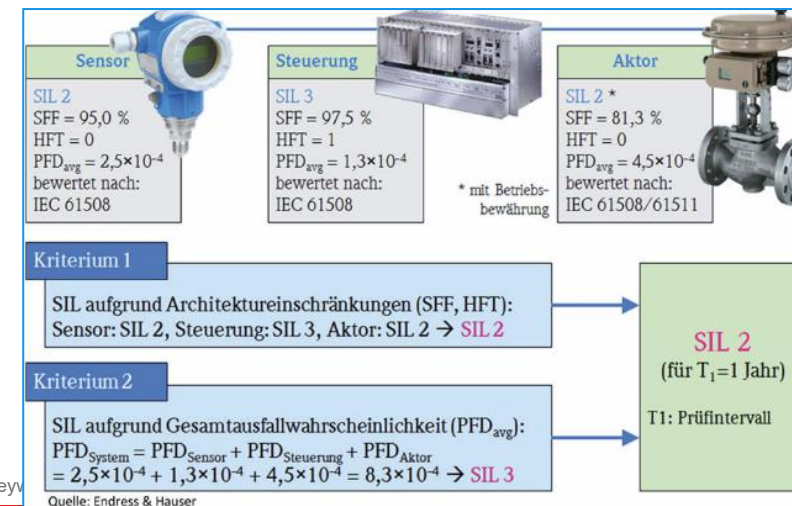 Sensor
SIL 2
SFF = 95,0 %
HFT = 0
PFDavg = 2,5×10⁻⁴
bewertet nach:
IEC 61508
Steuerung
SIL 3
SFF = 97,5 %
HFT = 1
PFDavg = 1,3×10⁻⁴
bewertet nach:
IEC 61508
* mit Betriebs-
bewährung
Aktor
SIL 2 *
SFF = 81,3 %
HFT = 0
PFDavg = 4,5×10⁻⁴
bewertet nach:
IEC 61508/61511
Kriterium 1
SIL aufgrund Architektureinschränkungen (SFF, HFT):
Sensor: SIL 2, Steuerung: SIL 3, Aktor: SIL 2 → SIL 2
Kriterium 2
SIL aufgrund Gesamtausfallwahrscheinlichkeit (PFDavg):
PFDSystem = PFDSensor + PFDSteuerung + PFDAktor
= 2,5×10⁻⁴ + 1,3×10⁻⁴ + 4,5×10⁻⁴ = 8,3×10⁻⁴ → SIL 3
SIL 2
(für T₁=1 Jahr)
T1: Prüfintervall
Quelle: Endress & Hauser